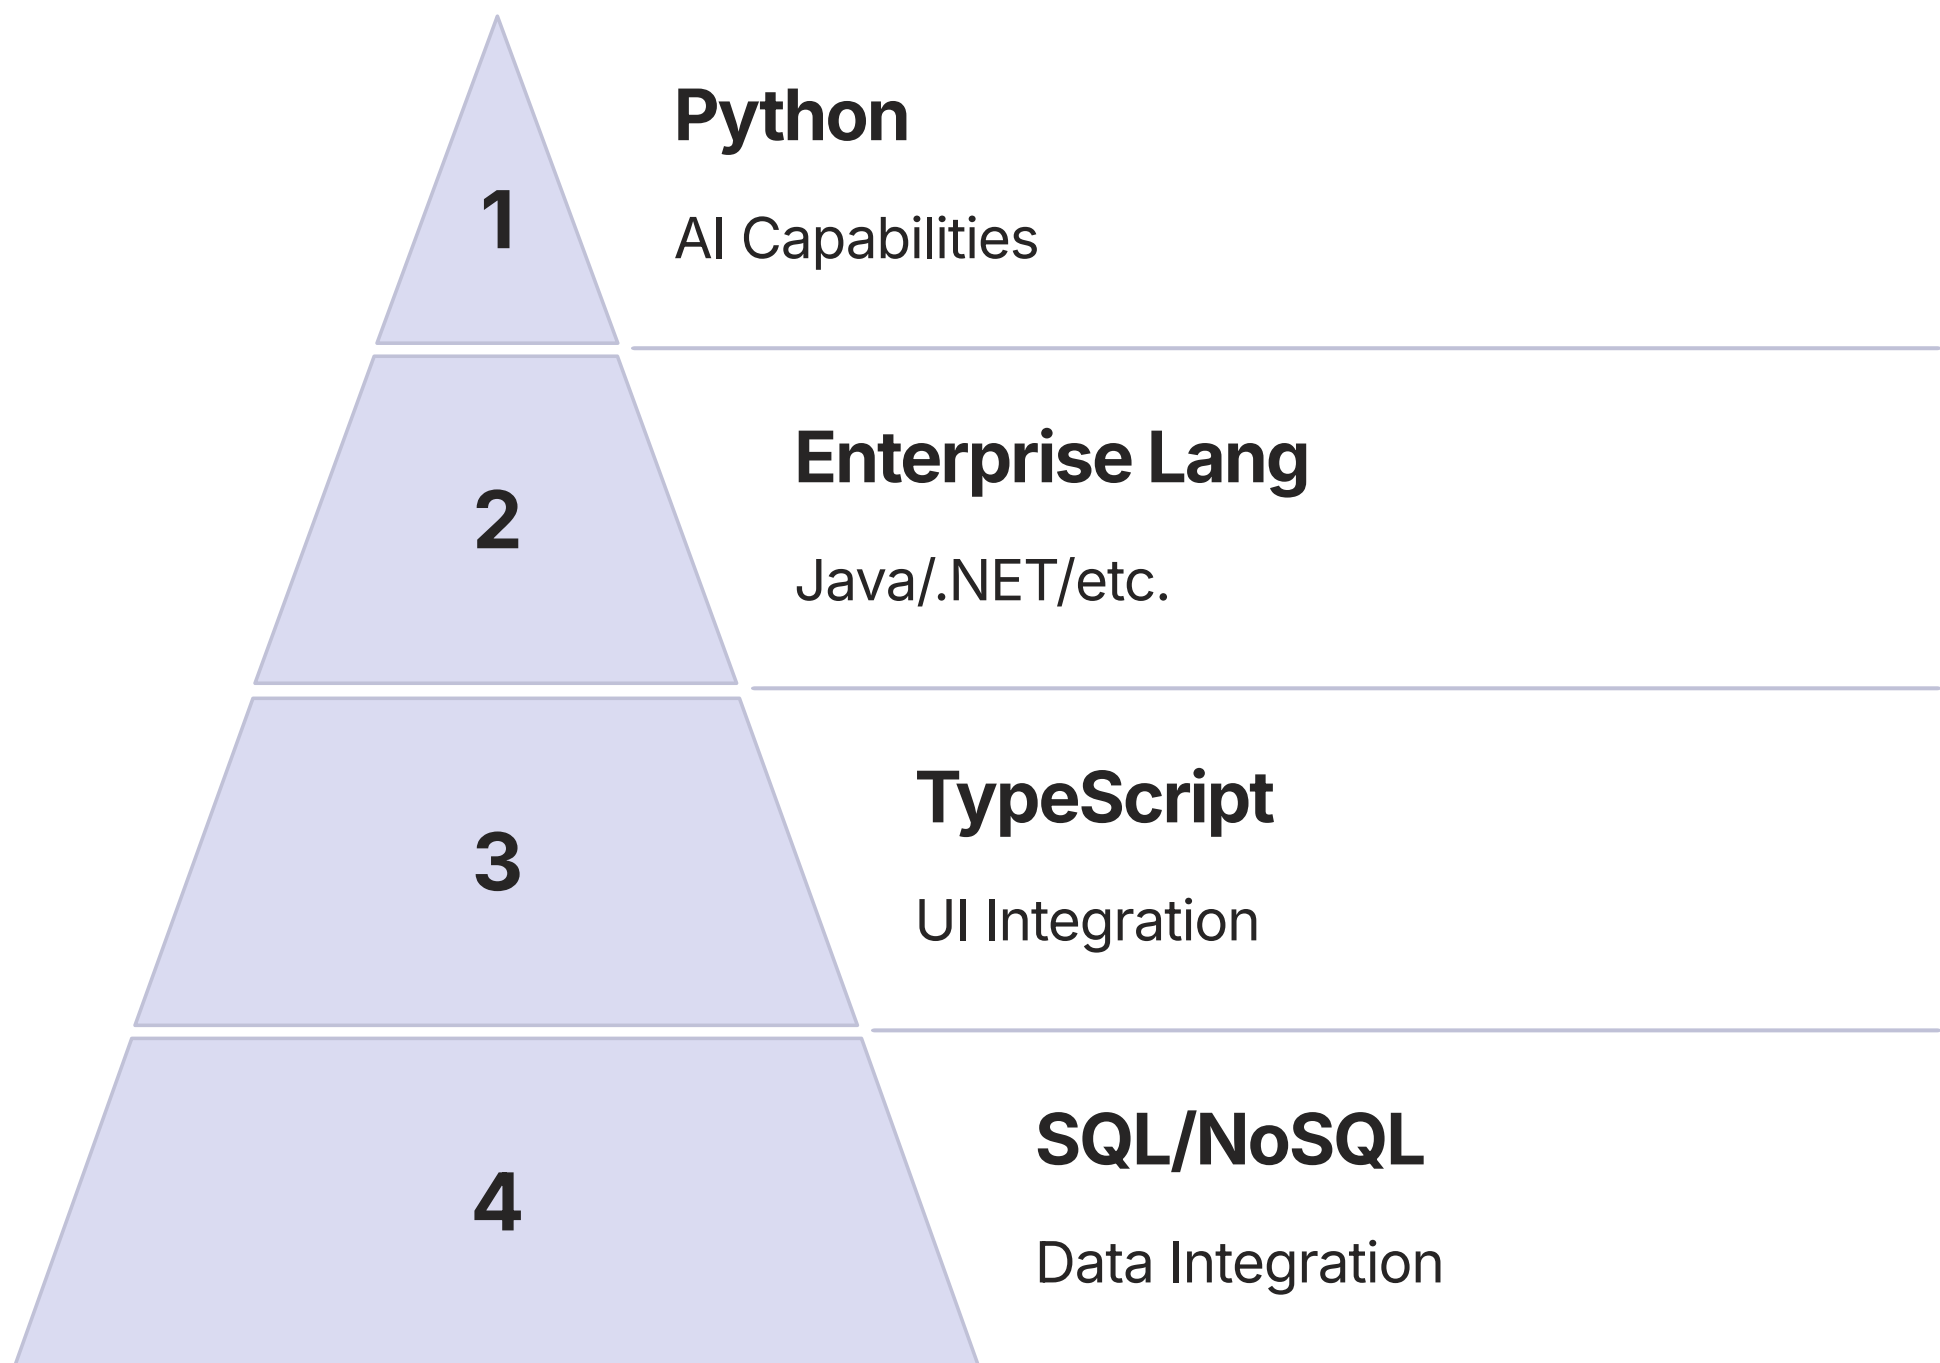 1
Python
AI Capabilities
2
Enterprise Lang
Java/.NET/etc.
3
TypeScript
UI Integration
4
SQL/NoSQL
Data Integration